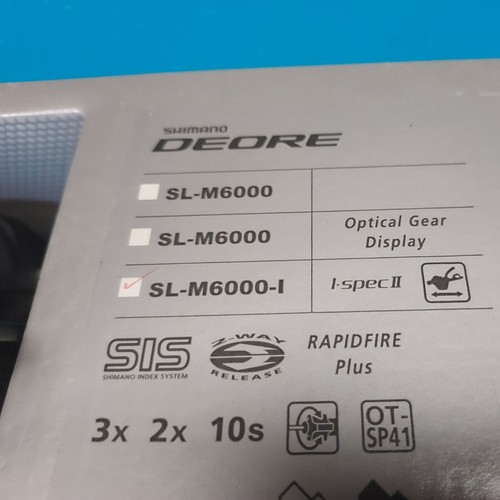 SHIMANO
DEORE
SL-M6000
SL-M6000 Optical Gear Display
SL-M6000-I I-spec II
SIS 2-WAY RELEASE RAPIDFIRE Plus
SHIMANO INDEX SYSTEM
3x 2x 10s OT-SP41